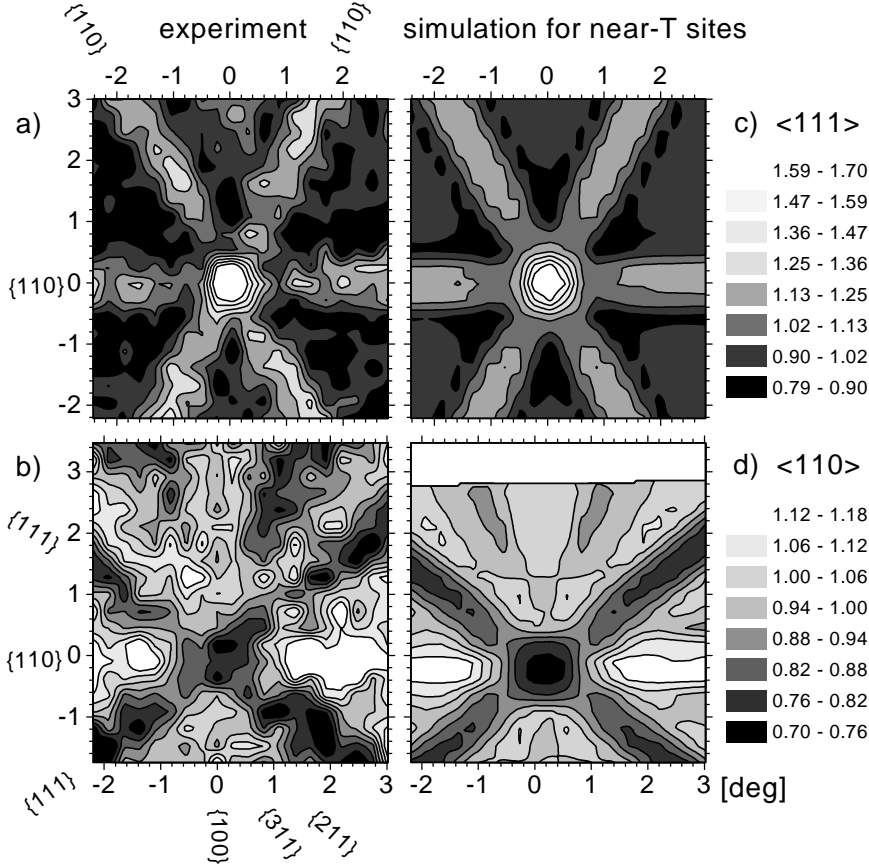 {110} experiment {110} simulation for near-T sites
-2 -1 0 1 2 -2 -1 0 1 2
a) 3 c) <111>
1.59 - 1.70
2 1.47 - 1.59
1.36 - 1.47
1 1.25 - 1.36
{110} 0 1.13 - 1.25
1.02 - 1.13
-1 0.90 - 1.02
0.79 - 0.90
-2
b) 3 d) <110>
1.12 - 1.18
{111} 2 1.06 - 1.12
1.00 - 1.06
1 0.94 - 1.00
0.88 - 0.94
{110} 0 0.82 - 0.88
0.76 - 0.82
-1 0.70 - 0.76
-2 -1 0 1 2 3 -2 -1 0 1 2 3 [deg]
{111} {100} {311} {211}